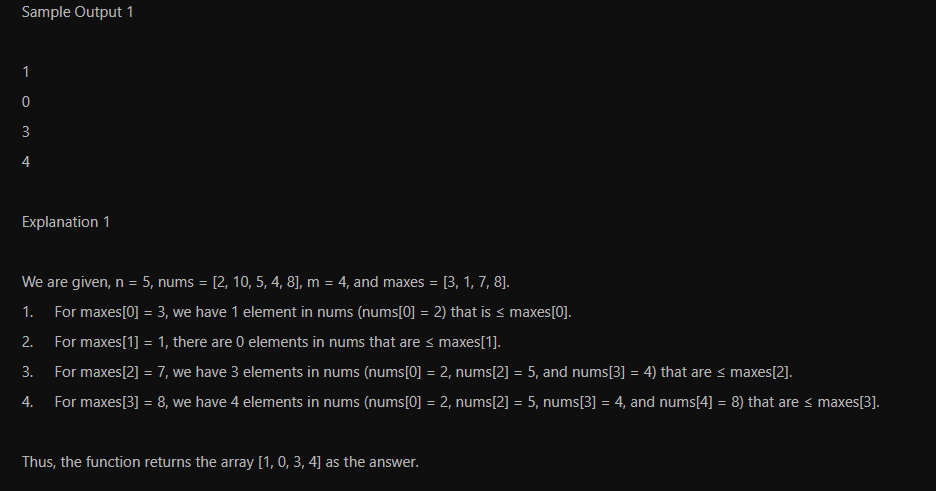 Sample Output 1
1
0
3
4
Explanation 1
We are given, n = 5, nums = [2, 10, 5, 4, 8], m = 4, and maxes = [3, 1, 7, 8].
1. For maxes[0] = 3, we have 1 element in nums (nums[0] = 2) that is ≤ maxes[0].
2. For maxes[1] = 1, there are 0 elements in nums that are ≤ maxes[1].
3. For maxes[2] = 7, we have 3 elements in nums (nums[0] = 2, nums[2] = 5, and nums[3] = 4) that are ≤ maxes[2].
4. For maxes[3] = 8, we have 4 elements in nums (nums[0] = 2, nums[2] = 5, nums[3] = 4, and nums[4] = 8) that are ≤ maxes[3].
Thus, the function returns the array [1, 0, 3, 4] as the answer.